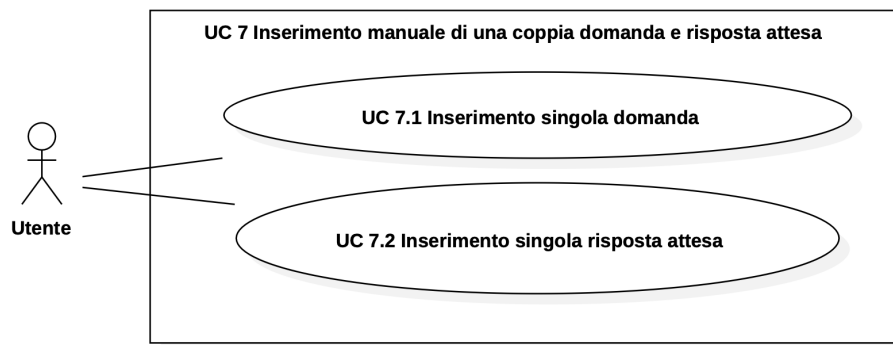 UC 7 Inserimento manuale di una coppia domanda e risposta attesa
UC 7.1 Inserimento singola domanda
Utente
UC 7.2 Inserimento singola risposta attesa